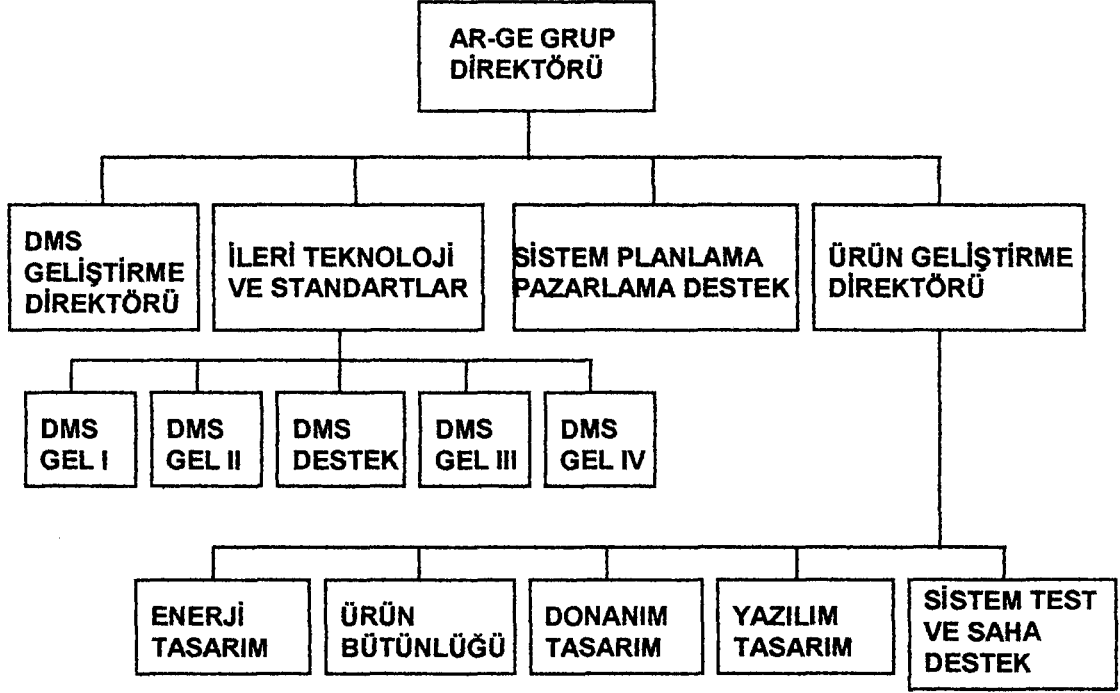 AR-GE GRUP
DİREKTÖRÜ
DMS
GELİŞTİRME
DİREKTÖRÜ
İLERİ TEKNOLOJİ
VE STANDARTLAR
SİSTEM PLANLAMA
PAZARLAMA DESTEK
ÜRÜN GELİŞTİRME
DİREKTÖRÜ
DMS
GEL I
DMS
GEL II
DMS
DESTEK
DMS
GEL III
DMS
GEL IV
ENERJİ
TASARIM
ÜRÜN
BÜTÜNLÜĞÜ
DONANIM
TASARIM
YAZILIM
TASARIM
SİSTEM TEST
VE SAHA
DESTEK